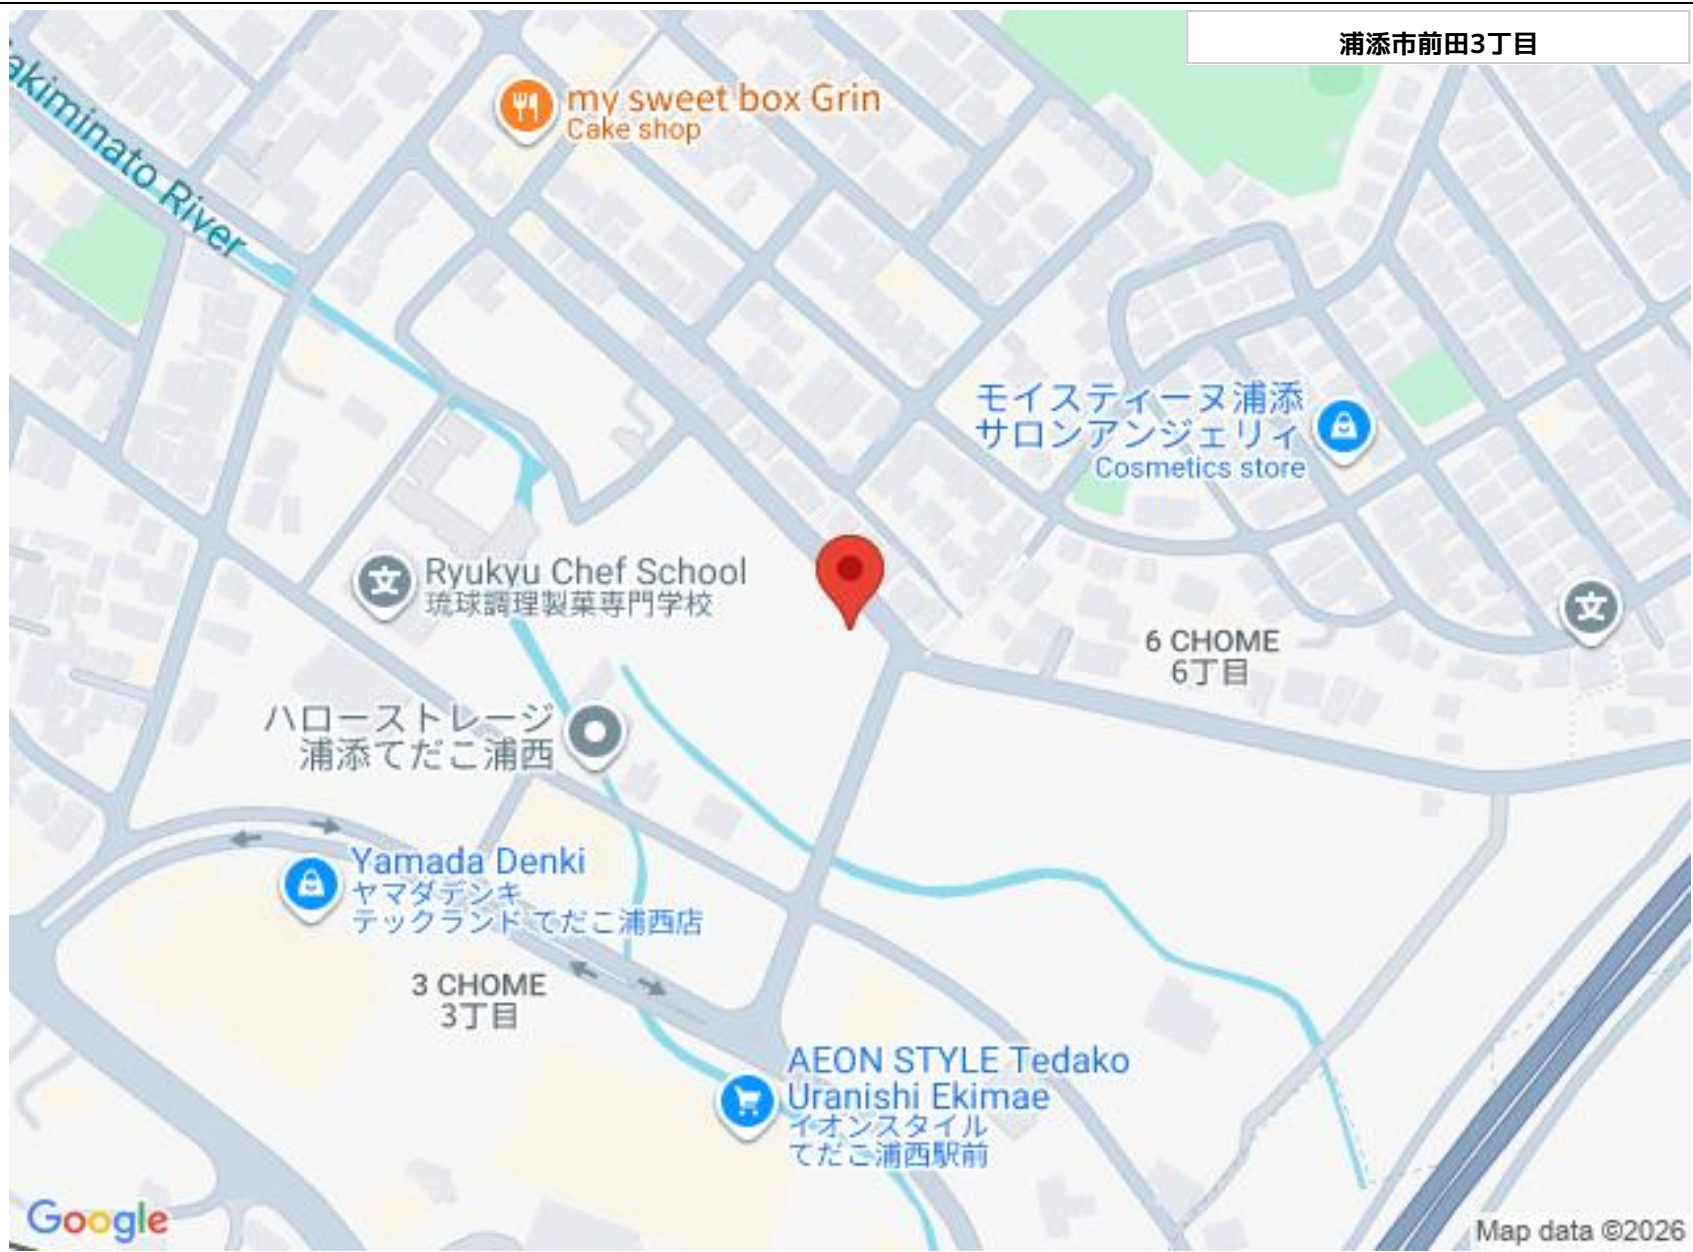 浦添市前田3丁目
my sweet box Grin
Cake shop
akiminato River
モイスティーヌ浦添
サロンアンジェリィ
Cosmetics store
Ryukyu Chef School
琉球調理製菓専門学校
文
文
6 CHOME
6丁目
ハローストレージ
浦添てだこ浦西
Yamada Denki
ヤマダデンキ
テックランド てだこ浦西店
3 CHOME
3丁目
AEON STYLE Tedako
Uranishi Ekimae
イオンスタイル
てだこ浦西駅前
Google
Map data ©2026